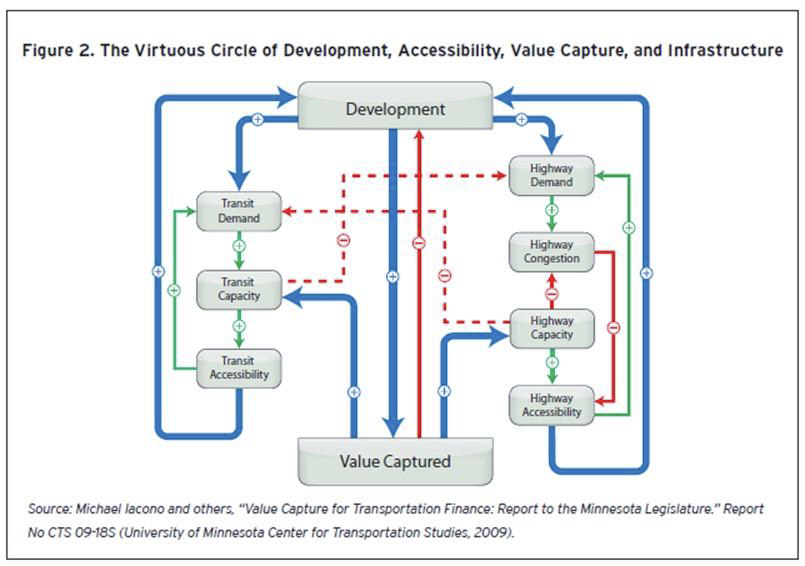 Figure 2. The Virtuous Circle of Development, Accessibility, Value Capture, and Infrastructure
Development
Transit
Demand
Transit
Capacity
Transit
Accessibility
Highway
Demand
Highway
Congestion
Highway
Capacity
Highway
Accessibility
Value Captured
Source: Michael Iacono and others, “Value Capture for Transportation Finance: Report to the Minnesota Legislature.” Report
No CTS 09-18S (University of Minnesota Center for Transportation Studies, 2009).